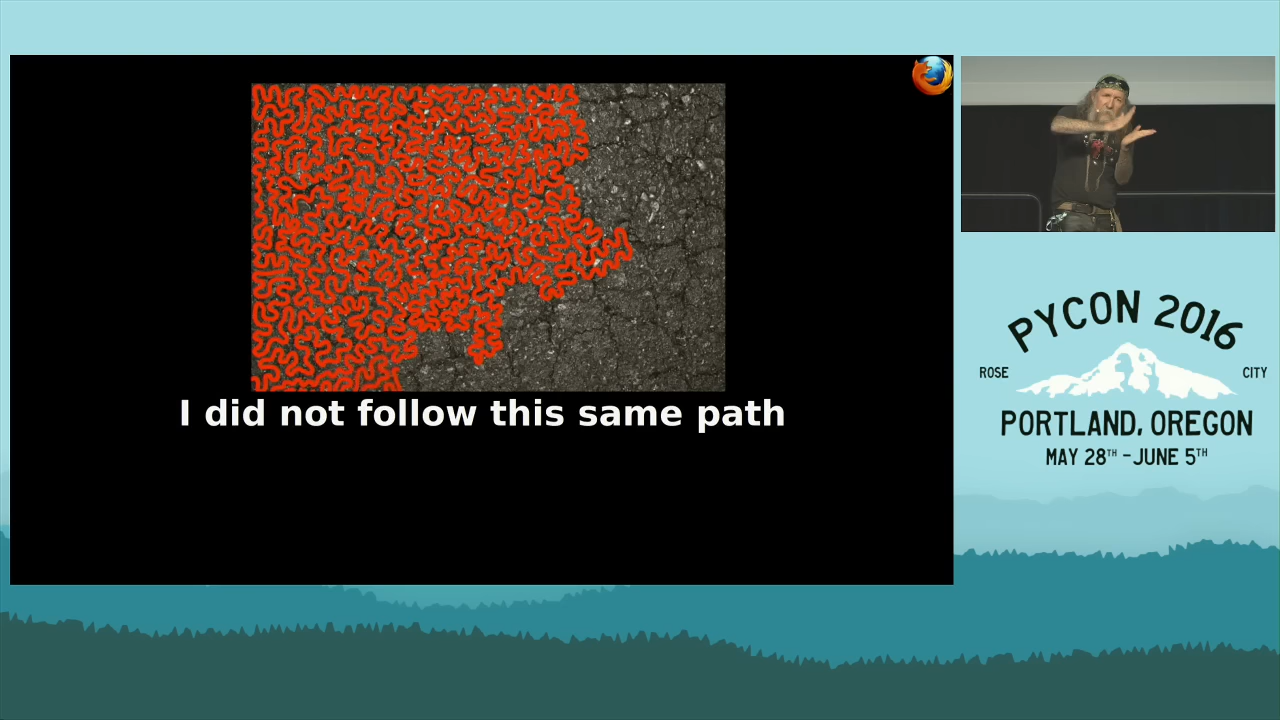 I did not follow this same path
PYCON 2016
ROSE CITY
PORTLAND, OREGON
MAY 28TH - JUNE 5TH